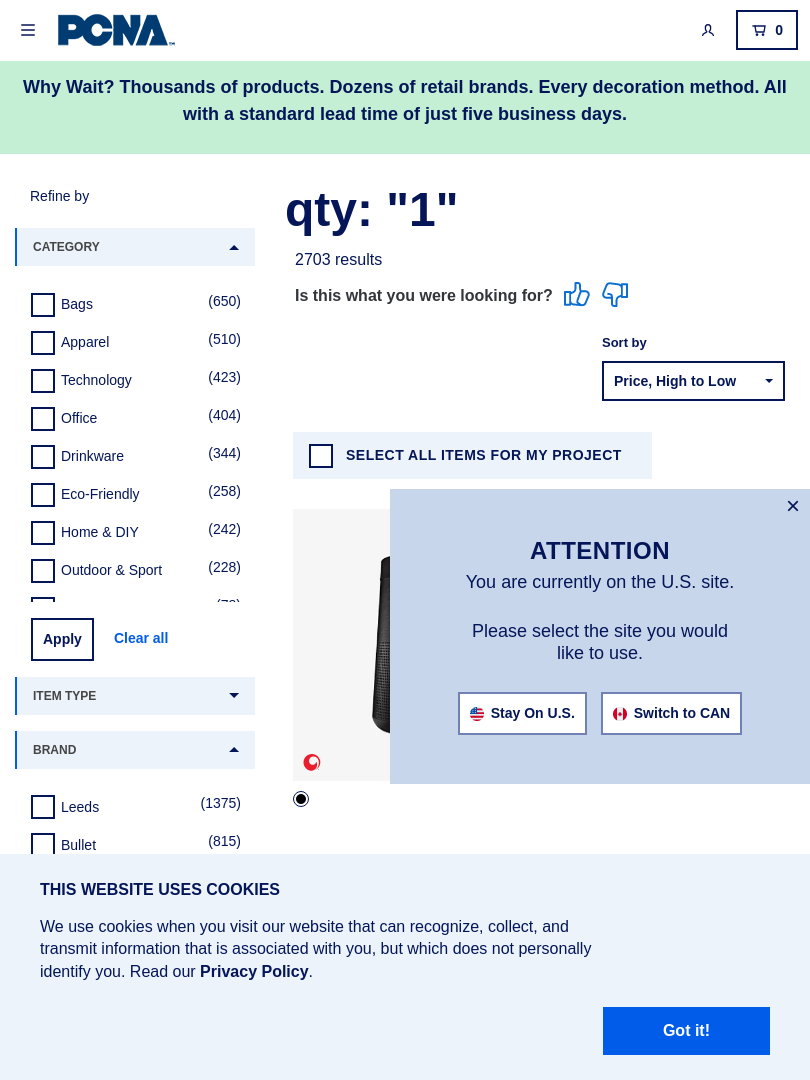 PCNA™
0
Why Wait? Thousands of products. Dozens of retail brands. Every decoration method. All
with a standard lead time of just five business days.
Refine by
CATEGORY
Bags (650)
Apparel (510)
Technology (423)
Office (404)
Drinkware (344)
Eco-Friendly (258)
Home & DIY (242)
Outdoor & Sport (228)
Apply
Clear all
ITEM TYPE
BRAND
Leeds (1375)
Bullet (815)
qty: "1"
2703 results
Is this what you were looking for?
Sort by
Price, High to Low
SELECT ALL ITEMS FOR MY PROJECT
ATTENTION
You are currently on the U.S. site.
Please select the site you would
like to use.
Stay On U.S.
Switch to CAN
THIS WEBSITE USES COOKIES
We use cookies when you visit our website that can recognize, collect, and
transmit information that is associated with you, but which does not personally
identify you. Read our Privacy Policy.
Got it!